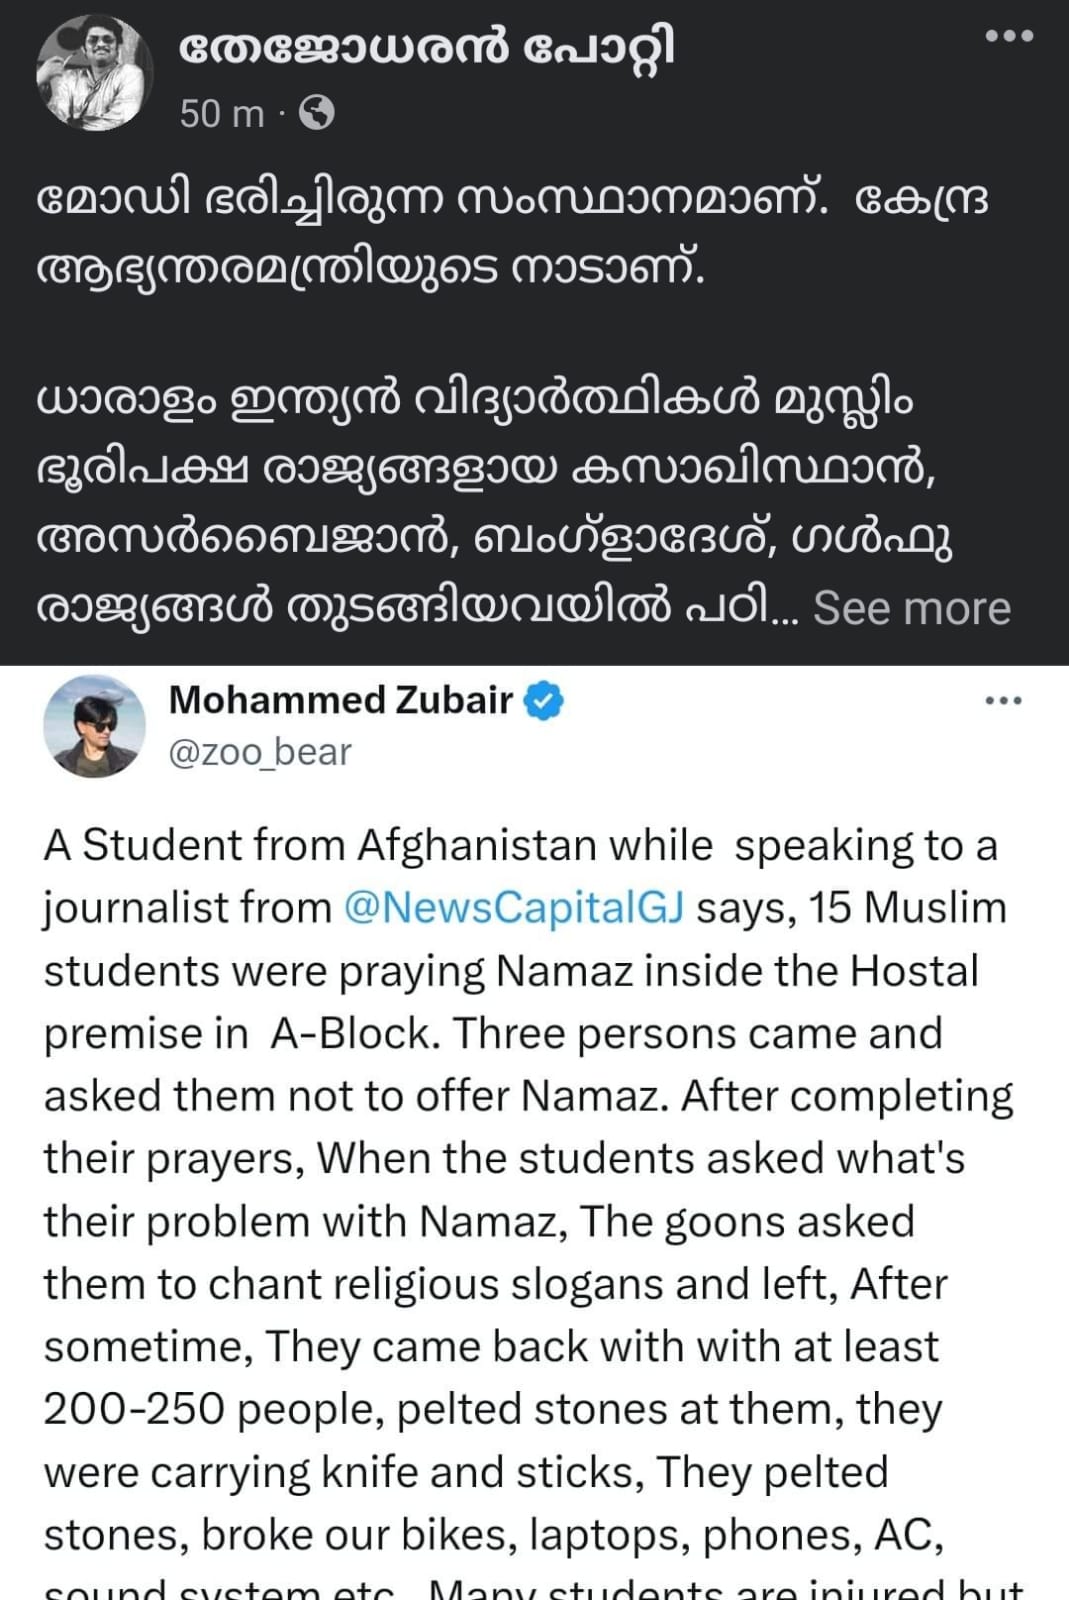 തേജോധരൻ പോറ്റി
50 m ·
മോഡി ഭരിച്ചിരുന്ന സംസ്ഥാനമാണ്. കേന്ദ്ര
ആഭ്യന്തരമന്ത്രിയുടെ നാടാണ്.
ധാരാളം ഇന്ത്യൻ വിദ്യാർത്ഥികൾ മുസ്ലിം
ഭൂരിപക്ഷ രാജ്യങ്ങളായ കസാഖിസ്ഥാൻ,
അസർബൈജാൻ, ബംഗ്ളാദേശ്, ഗൾഫു
രാജ്യങ്ങൾ തുടങ്ങിയവയിൽ പഠി... See more
Mohammed Zubair
@zoo_bear
A Student from Afghanistan while speaking to a
journalist from @NewsCapitalGJ says, 15 Muslim
students were praying Namaz inside the Hostal
premise in A-Block. Three persons came and
asked them not to offer Namaz. After completing
their prayers, When the students asked what's
their problem with Namaz, The goons asked
them to chant religious slogans and left, After
sometime, They came back with with at least
200-250 people, pelted stones at them, they
were carrying knife and sticks, They pelted
stones, broke our bikes, laptops, phones, AC,
sound system etc.. Many students are injured but